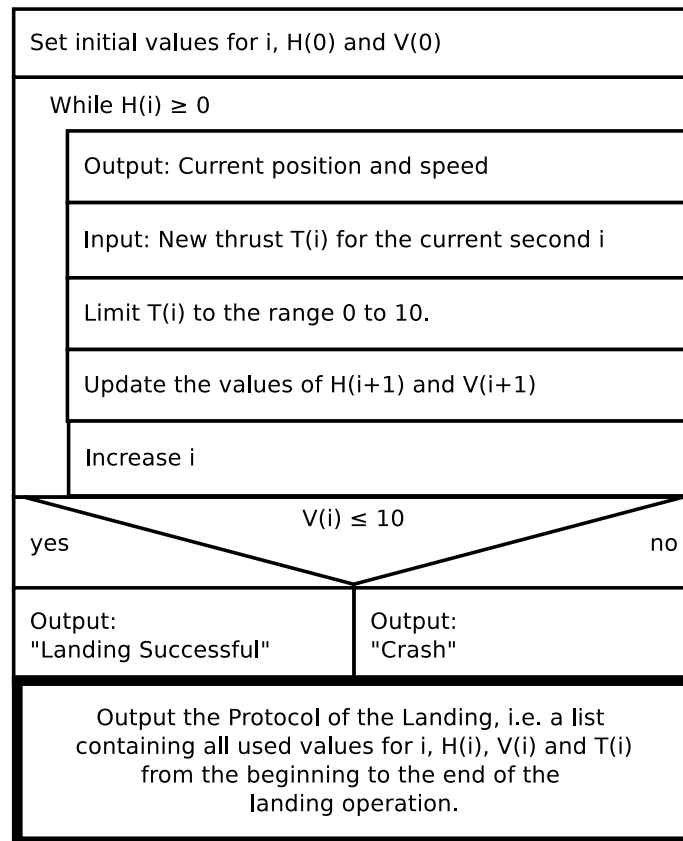 Set initial values for i, H(0) and V(0)
While H(i) ≥ 0
Output: Current position and speed
Input: New thrust T(i) for the current second i
Limit T(i) to the range 0 to 10.
Update the values of H(i+1) and V(i+1)
Increase i
V(i) ≤ 10
yes
no
Output:
"Landing Successful"
Output:
"Crash"
Output the Protocol of the Landing, i.e. a list
containing all used values for i, H(i), V(i) and T(i)
from the beginning to the end of the
landing operation.